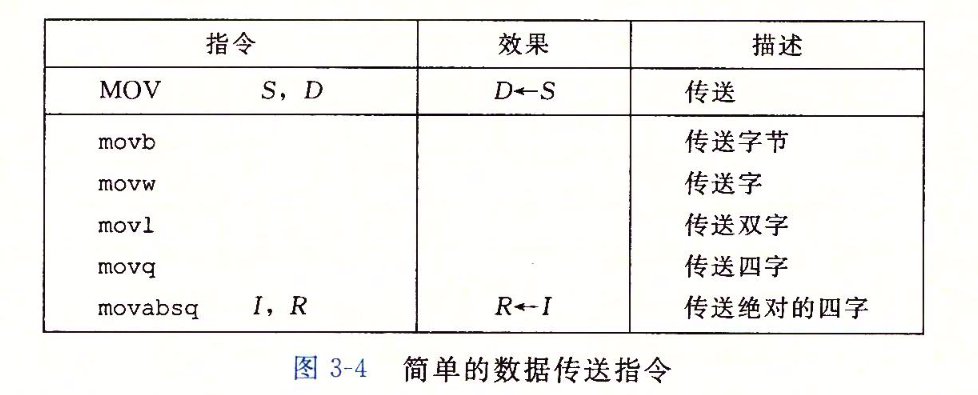 指令 效果 描述
MOV S, D D←S 传送
movb 传送字节
movw 传送字
movl 传送双字
movq 传送四字
movabsq I, R R←I 传送绝对的四字
图 3-4 简单的数据传送指令